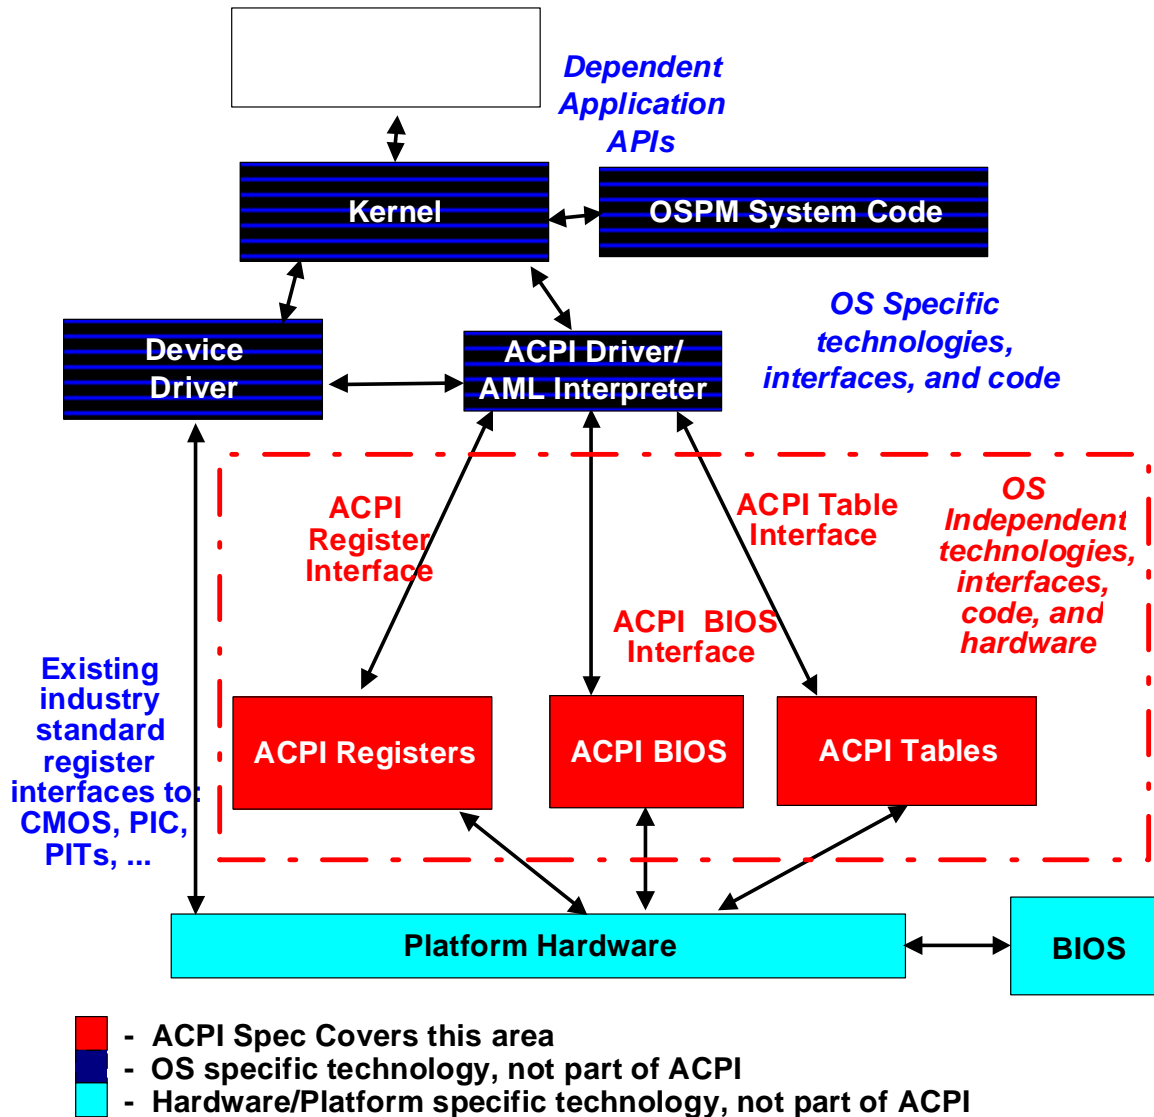 Dependent
Application
APIs
Kernel
OSPM System Code
OS Specific
technologies,
interfaces, and code
Device
Driver
ACPI Driver/
AML Interpreter
ACPI
Register
Interface
ACPI Table
Interface
OS
Independent
technologies,
interfaces,
code, and
hardware
ACPI BIOS
Interface
Existing
industry
standard
register
interfaces to:
CMOS, PIC,
PITs, ...
ACPI Registers
ACPI BIOS
ACPI Tables
Platform Hardware
BIOS
- ACPI Spec Covers this area
- OS specific technology, not part of ACPI
- Hardware/Platform specific technology, not part of ACPI